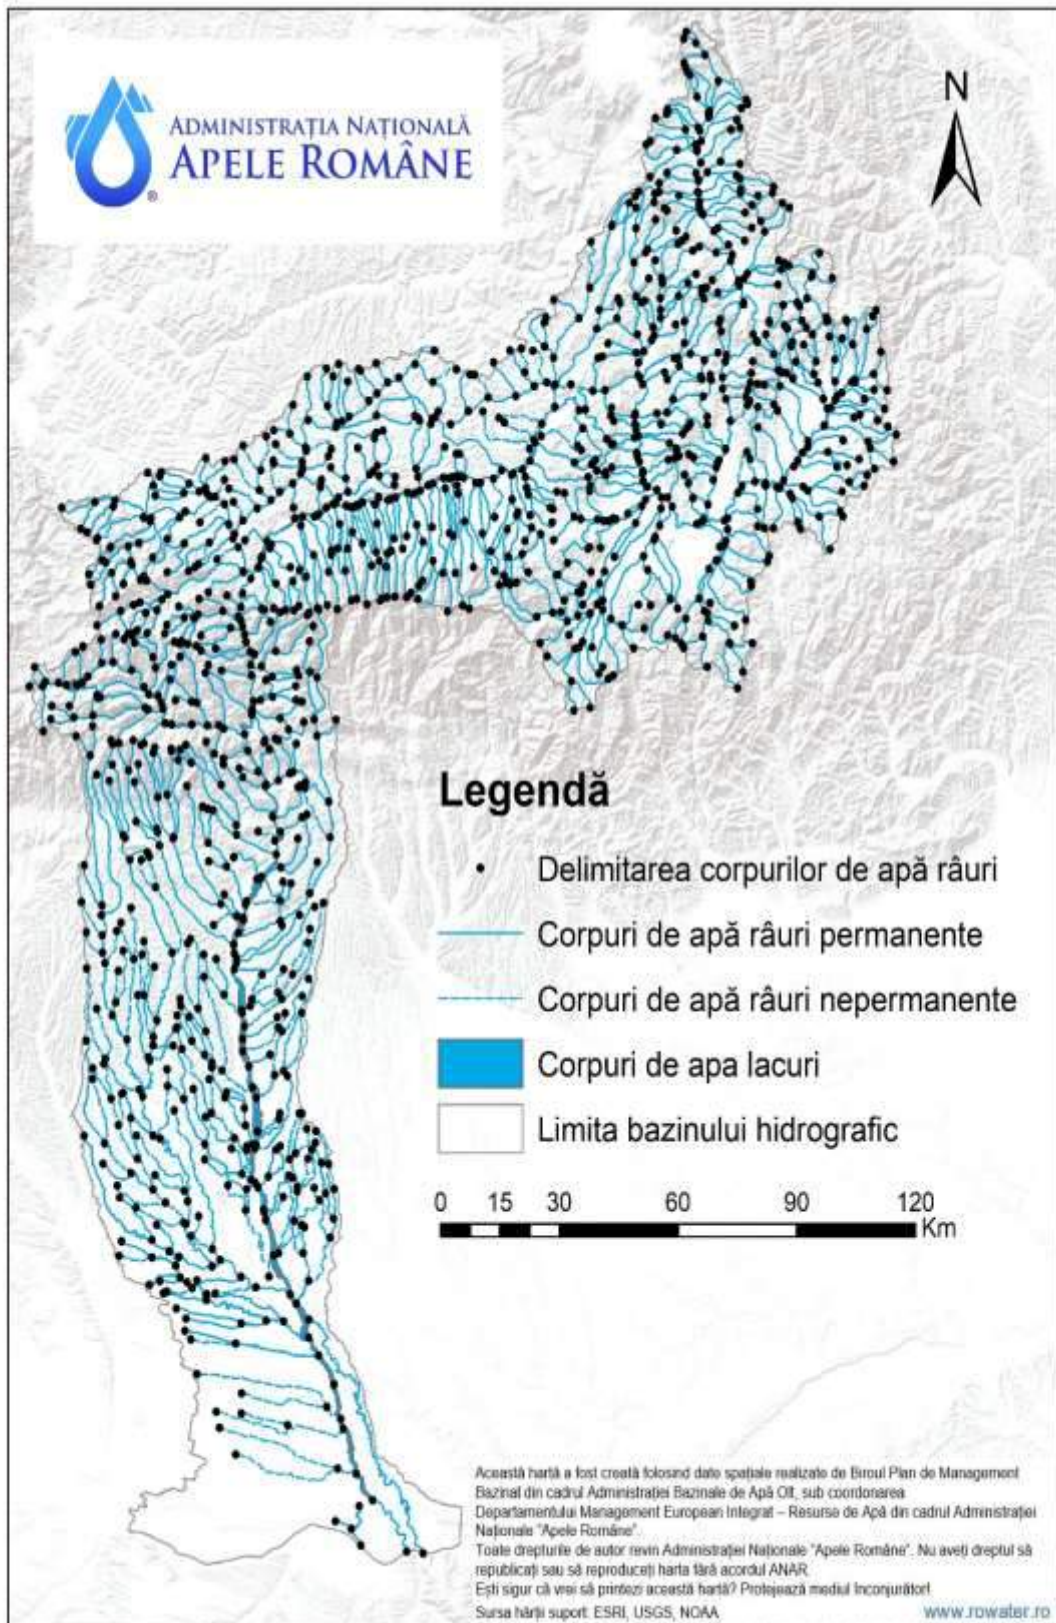 ADMINISTRAȚIA NAȚIONALĂ
APELE ROMÂNE
®
N
Legendă
Delimitarea corpurilor de apă râuri
Corpuri de apă râuri permanente
Corpuri de apă râuri nepermanente
Corpuri de apa lacuri
Limita bazinului hidrografic
0 15 30 60 90 120
Km
Această hartă a fost creată folosind date spațiale realizate de Biroul Plan de Management
Bazinal din cadrul Administrației Bazinale de Apă Olt, sub coordonarea
Departamentului Management European Integrat – Resurse de Apă din cadrul Administrației
Naționale "Apele Române".
Toate drepturile de autor revin Administrației Naționale "Apele Române". Nu aveți dreptul să
republicați sau să reproduceți harta fără acordul ANAR
Ești sigur că vrei să printezi această hartă? Protejează mediul înconjurător!
Sursa hărții suport: ESRI, USGS, NOAA
www.rowater.ro